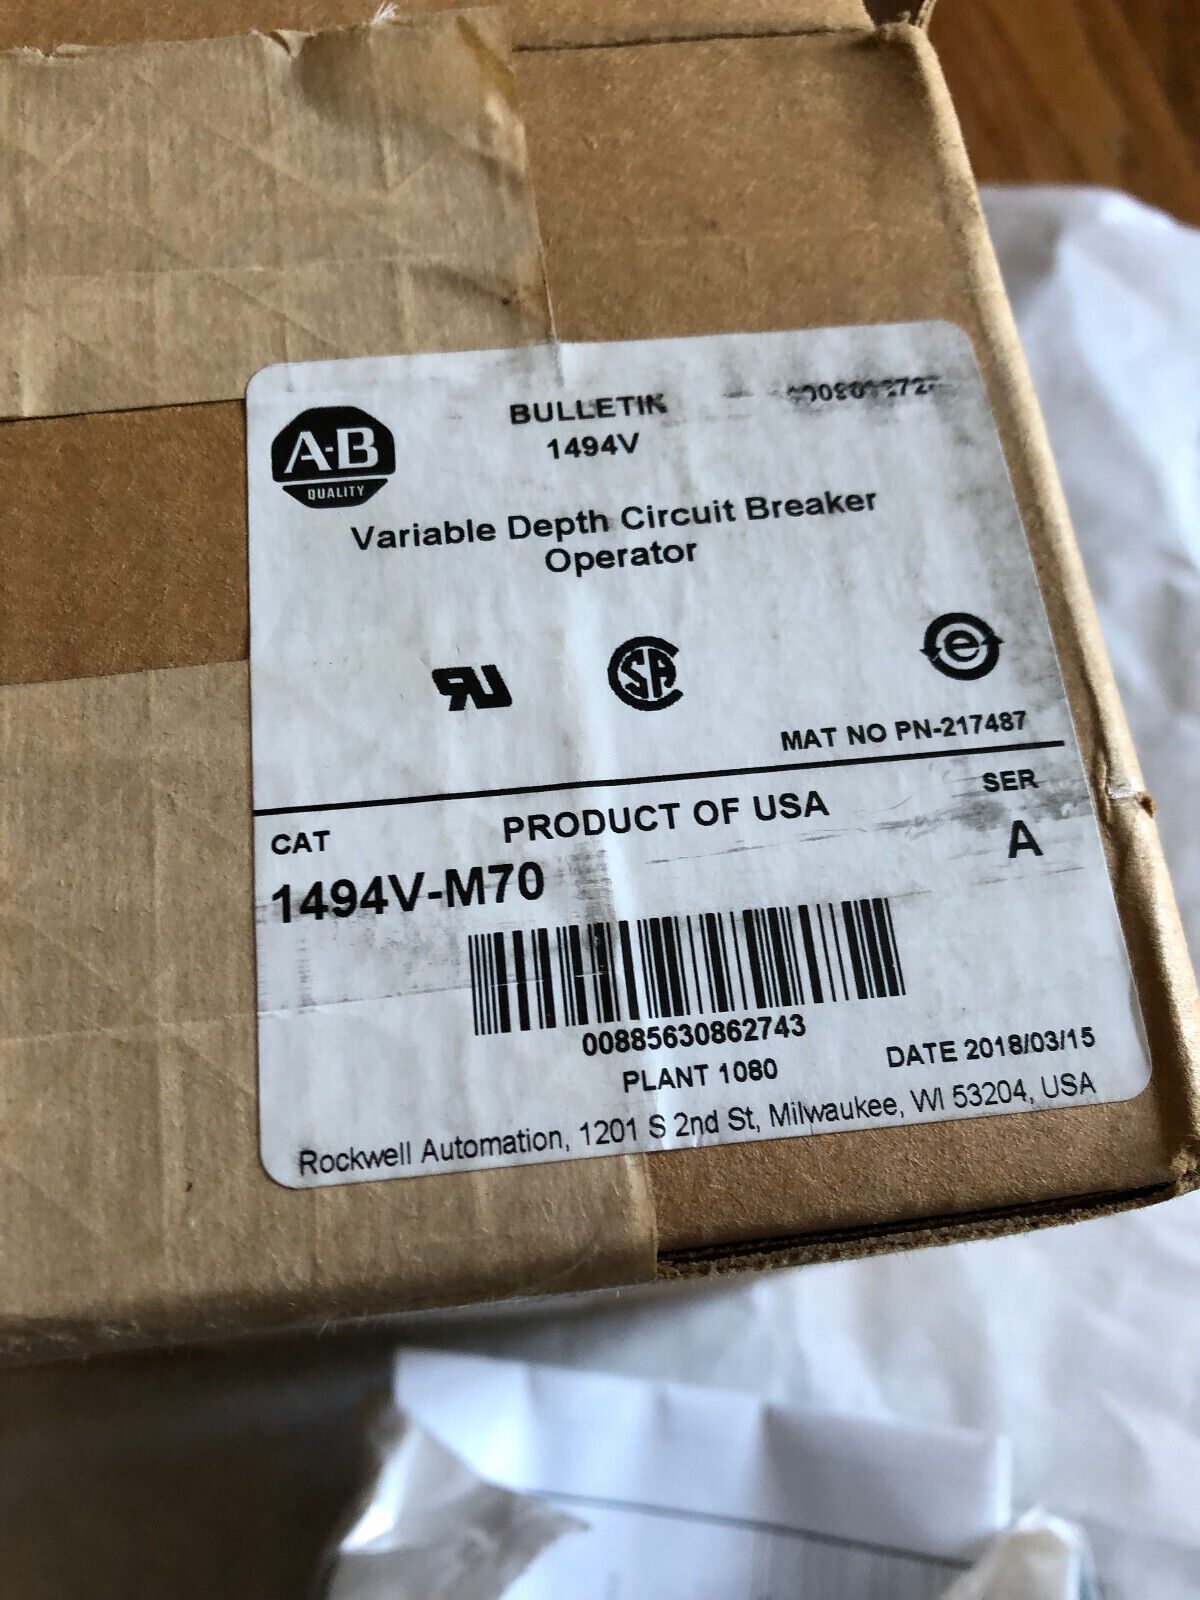 A-B
QUALITY
BULLETIN
1494V
Variable Depth Circuit Breaker
Operator
MAT NO PN-217487
CAT
PRODUCT OF USA
SER
1494V-M70
A
00885630862743
PLANT 1080
DATE 2018/03/15
Rockwell Automation, 1201 S 2nd St, Milwaukee, WI 53204, USA